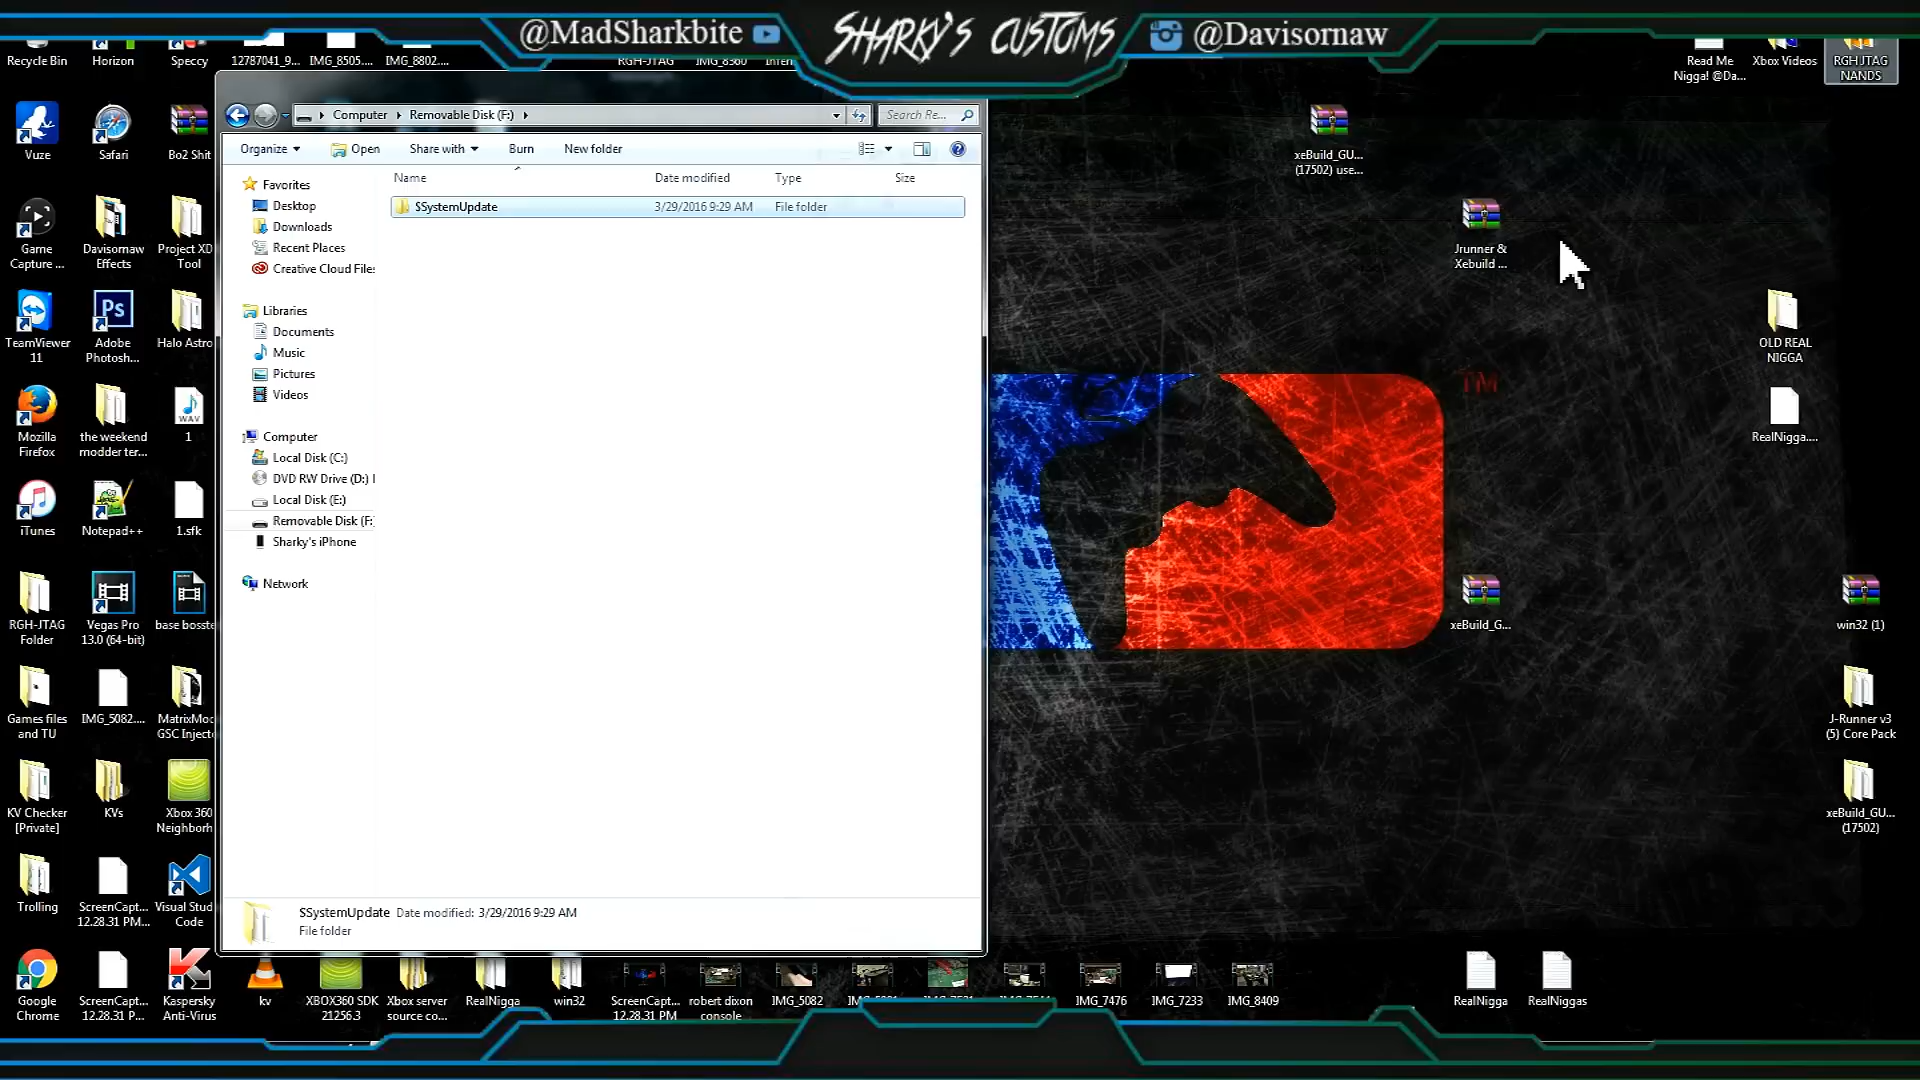 @MadSharkbite
SHARKY'S CUSTOMS
@Davisornaw
Recycle Bin
Horizon
Speccy
12787041_9...
IMG_8505....
IMG_8802....
RGH-JTAG
IMG_8360
Read Me
Nigga! @Da...
Xbox Videos
RGH JTAG
NANDS
Computer
Removable Disk (F:)
Search Re...
Organize
Open
Share with
Burn
New folder
Name
Date modified
Type
Size
$SystemUpdate
3/29/2016 9:29 AM
File folder
Favorites
Desktop
Downloads
Recent Places
Creative Cloud Files
Libraries
Documents
Music
Pictures
Videos
Computer
Local Disk (C:)
DVD RW Drive (D:)
Local Disk (E:)
Removable Disk (F:
Sharky's iPhone
Network
$SystemUpdate
Date modified: 3/29/2016 9:29 AM
File folder
Vuze
Safari
Bo2 Shit
Game
Capture ...
Davisornaw
Effects
Project XD
Tool
TeamViewer
11
Adobe
Photosh...
Ps
Halo Astro
Mozilla
Firefox
the weekend
modder ter...
WAV
1
iTunes
Notepad++
1.sfk
RGH-JTAG
Folder
Vegas Pro
13.0 (64-bit)
base bosste
Games files
and TU
IMG_5082....
MatrixMod
GSC Injecto
KV Checker
[Private]
KVs
Xbox 360
Neighborh
Trolling
ScreenCapt...
12.28.31 PM...
Visual Stud
Code
Google
Chrome
ScreenCapt...
12.28.31 P...
Kaspersky
Anti-Virus
kv
XBOX360 SDK
21256.3
Xbox server
source co...
RealNigga
win32
ScreenCapt...
12.28.31 PM
robert dixon
console
IMG_5082
IMG_7476
IMG_7233
IMG_8409
xeBuild_GU...
(17502) use...
Jrunner &
Xebuild ...
TM
OLD REAL
NIGGA
RealNigga....
xeBuild_G...
win32 (1)
J-Runner v3
(5) Core Pack
xeBuild_GU...
(17502)
RealNigga
RealNiggas